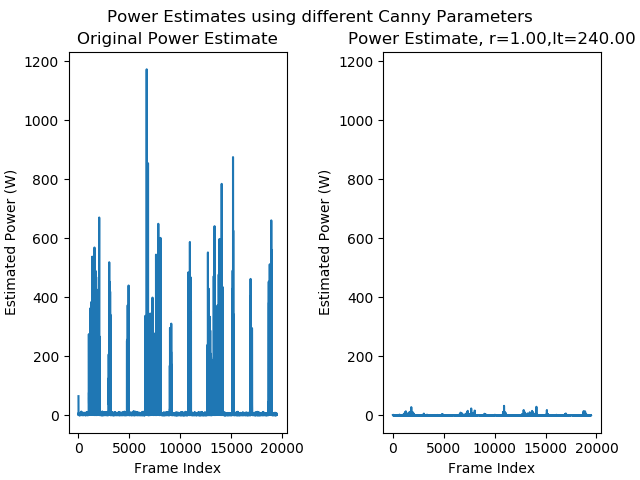 Power Estimates using different Canny Parameters
Original Power Estimate
Estimated Power (W)
1200
1000
800
600
400
200
0
0 5000 10000 15000 20000
Frame Index
Power Estimate, r=1.00,lt=240.00
Estimated Power (W)
1200
1000
800
600
400
200
0
0 5000 10000 15000 20000
Frame Index